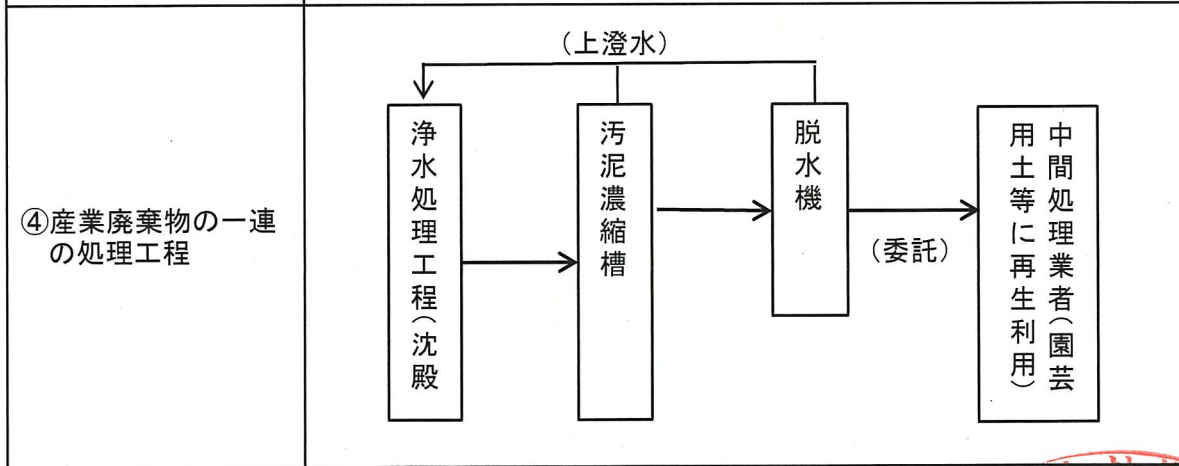 ④産業廃棄物の一連
の処理工程
(上澄水)
浄水処理工程(沈殿
汚泥濃縮槽
脱水機
(委託)
中間処理業者(園芸
用土等に再生利用)